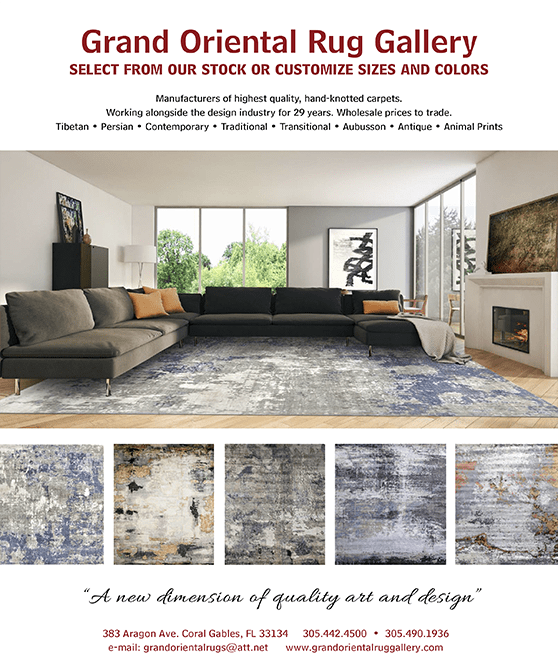 Grand Oriental Rug Gallery
SELECT FROM OUR STOCK OR CUSTOMIZE SIZES AND COLORS
Manufacturers of highest quality, hand-knotted carpets.
Working alongside the design industry for 29 years. Wholesale prices to trade.
Tibetan • Persian • Contemporary • Traditional • Transitional • Aubusson • Antique • Animal Prints
“A new dimension of quality art and design”
383 Aragon Ave. Coral Gables, FL 33134 305.442.4500 • 305.490.1936
e-mail: grandorientalrugs@att.net www.grandorientalruggallery.com